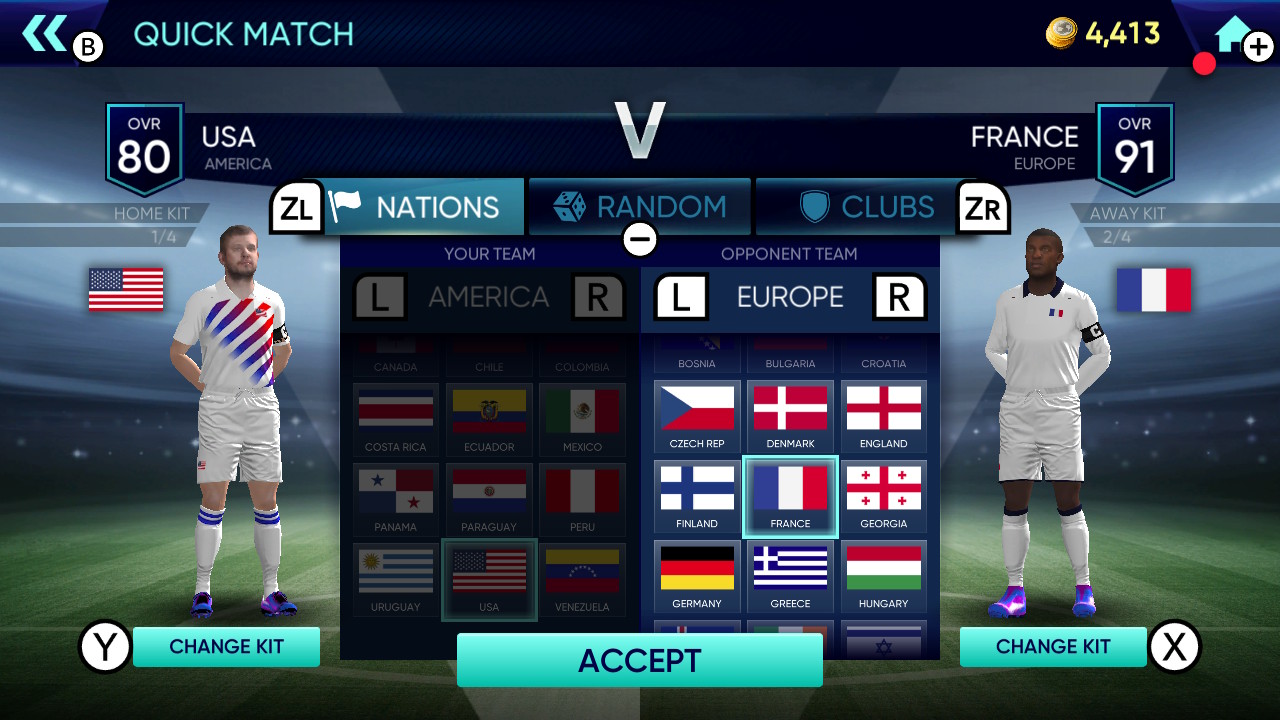 B
QUICK MATCH
4,413
+
OVR
80
USA
AMERICA
V
FRANCE
EUROPE
OVR
91
HOME KIT
1/4
ZL
NATIONS
RANDOM
CLUBS
ZR
AWAY KIT
2/4
YOUR TEAM
OPPONENT TEAM
L
AMERICA
R
L
EUROPE
R
CANADA
CHILE
COLOMBIA
BOSNIA
BULGARIA
CROATIA
COSTA RICA
ECUADOR
MEXICO
CZECH REP
DENMARK
ENGLAND
PANAMA
PARAGUAY
PERU
FINLAND
FRANCE
GEORGIA
URUGUAY
USA
VENEZUELA
GERMANY
GREECE
HUNGARY
C
C
Y
CHANGE KIT
ACCEPT
CHANGE KIT
X